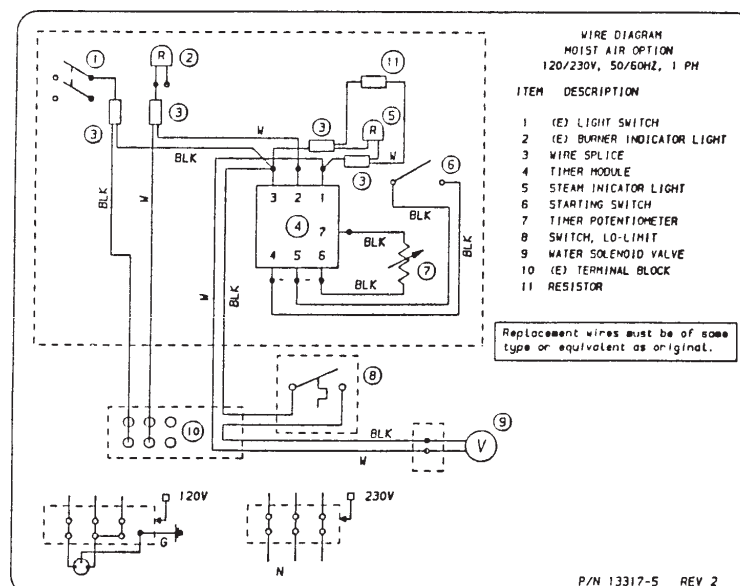 WIRE DIAGRAM
MOIST AIR OPTION
120/230V, 50/60HZ, 1 PH
ITEM DESCRIPTION
1 (E) LIGHT SWITCH
2 (E) BURNER INDICATOR LIGHT
3 WIRE SPLICE
4 TIMER MODULE
5 STEAM INICATOR LIGHT
6 STARTING SWITCH
7 TIMER POTENTIOMETER
8 SWITCH, LO-LIMIT
9 WATER SOLENOID VALVE
10 (E) TERMINAL BLOCK
11 RESISTOR
Replacement wires must be of same
type or equivalent as original.
1
R
2
11
5
3
3
3
R
W
W
BLK
3
6
3 2 1
BLK
W
4
7
BLK
BLK
4 5 6
7
W
BLK
BLK
8
10
BLK
9
V
W
120V
230V
G
N
P/N 13317-5 REV 2